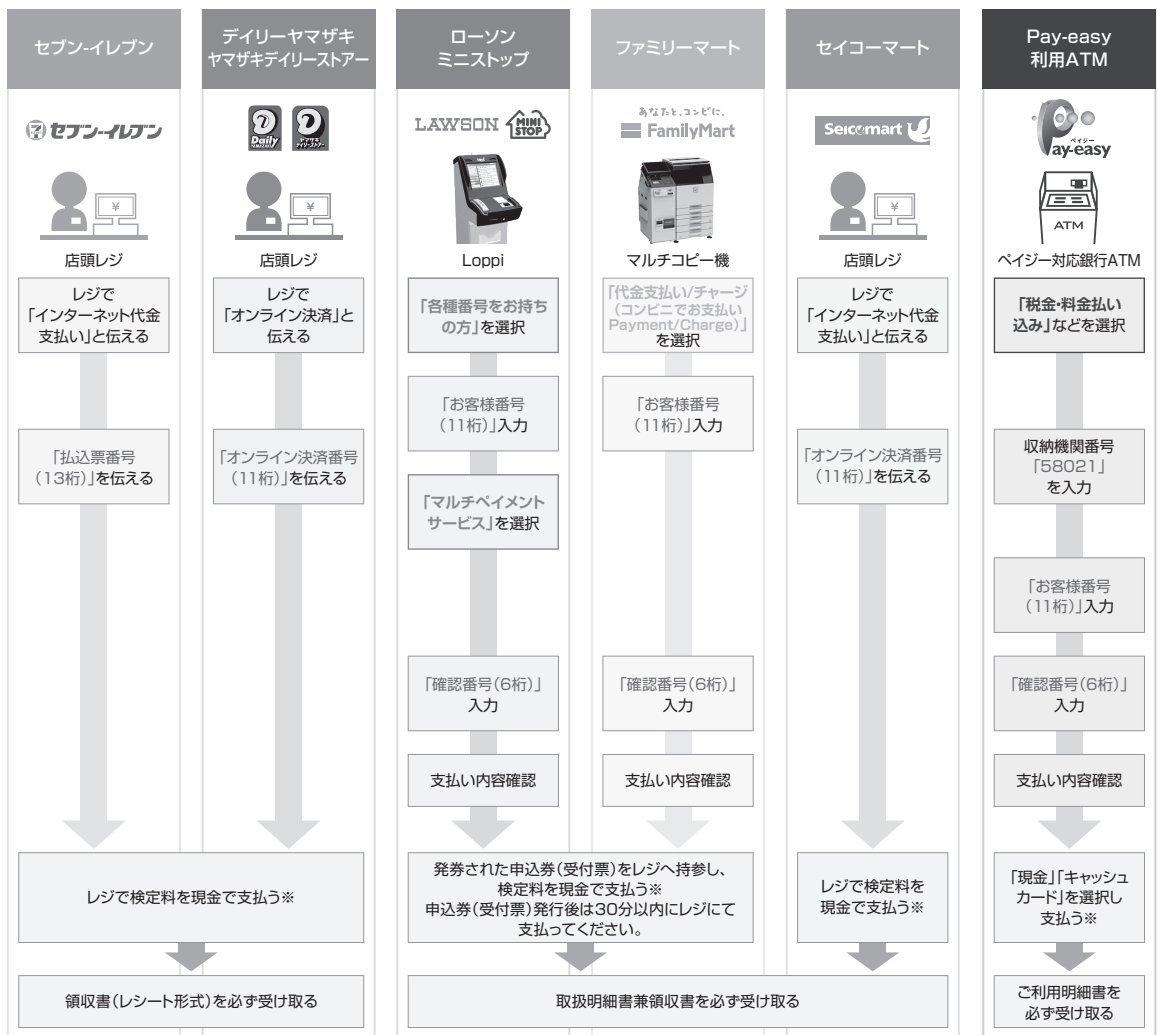 セブン-イレブン
デイリーヤマザキ
ヤマザキデイリーストアー
ローソン
ミニストップ
ファミリーマート
セイコーマート
Pay-easy
利用ATM
セブン-イレブン
Daily
YAMAZAKI
ヤマザキ
デイリーストアー
LAWSON
MINI
STOP
あなたと、コンビに、
FamilyMart
Seicomart
ペイジー
Pay-easy
¥
¥
¥
ATM
店頭レジ
店頭レジ
Loppi
マルチコピー機
店頭レジ
ペイジー対応銀行ATM
レジで
「インターネット代金
支払い」と伝える
レジで
「オンライン決済」と
伝える
「各種番号をお持ち
の方」を選択
「代金支払い/チャージ
(コンビニでお支払い
Payment/Charge)」
を選択
レジで
「インターネット代金
支払い」と伝える
「税金・料金払い
込み」などを選択
「お客様番号
(11桁)」入力
「お客様番号
(11桁)」入力
「払込票番号
(13桁)」を伝える
「オンライン決済番号
(11桁)」を伝える
「オンライン決済番号
(11桁)」を伝える
収納機関番号
「58021」
を入力
「マルチペイメント
サービス」を選択
「お客様番号
(11桁)」入力
「確認番号(6桁)」
入力
「確認番号(6桁)」
入力
「確認番号(6桁)」
入力
支払い内容確認
支払い内容確認
支払い内容確認
レジで検定料を現金で支払う※
発券された申込券(受付票)をレジへ持参し、
検定料を現金で支払う※
申込券(受付票)発行後は30分以内にレジにて
支払ってください。
レジで検定料を
現金で支払う※
「現金」「キャッシュ
カード」を選択し
支払う※
領収書(レシート形式)を必ず受け取る
取扱明細書兼領収書を必ず受け取る
ご利用明細書を
必ず受け取る